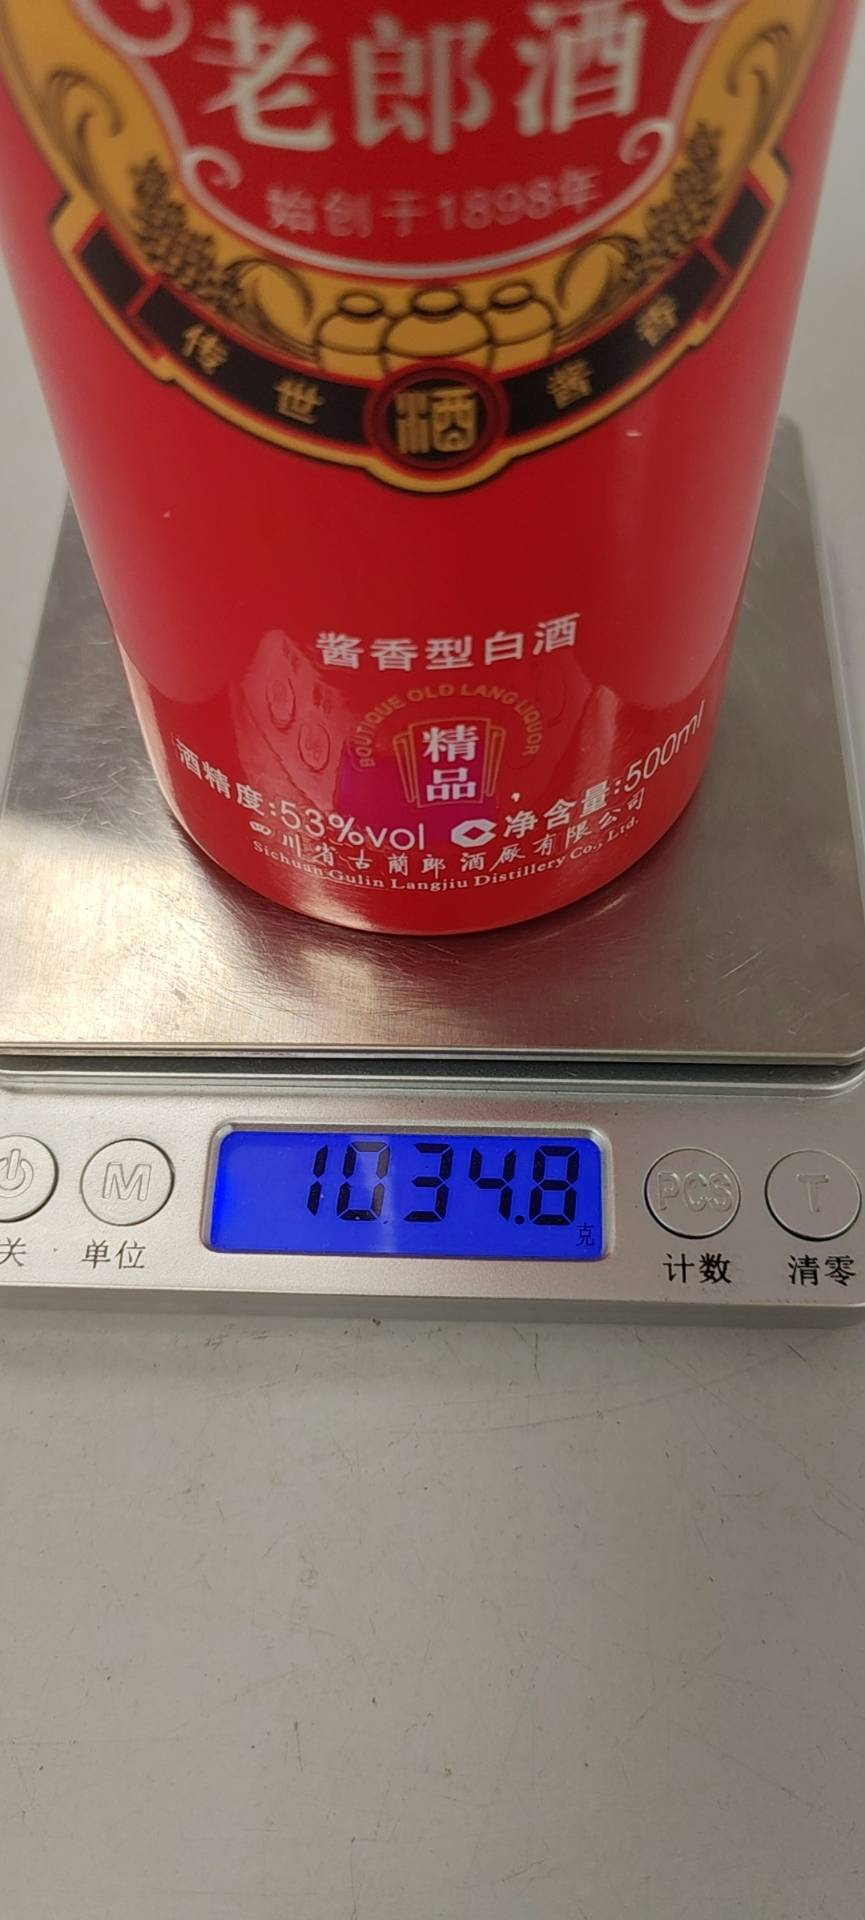 老郎酒
始创于1898年
传世酒酱香
酱香型白酒
BOUTIQUE OLD LANG LIQUOR
精品
酒精度:53%vol 净含量:500ml
四川省古蔺郎酒厂有限公司
Sichuan Gulin Langjiu Distillery Co., Ltd.
1034.8
克
M
PCS
T
关
单位
计数
清零